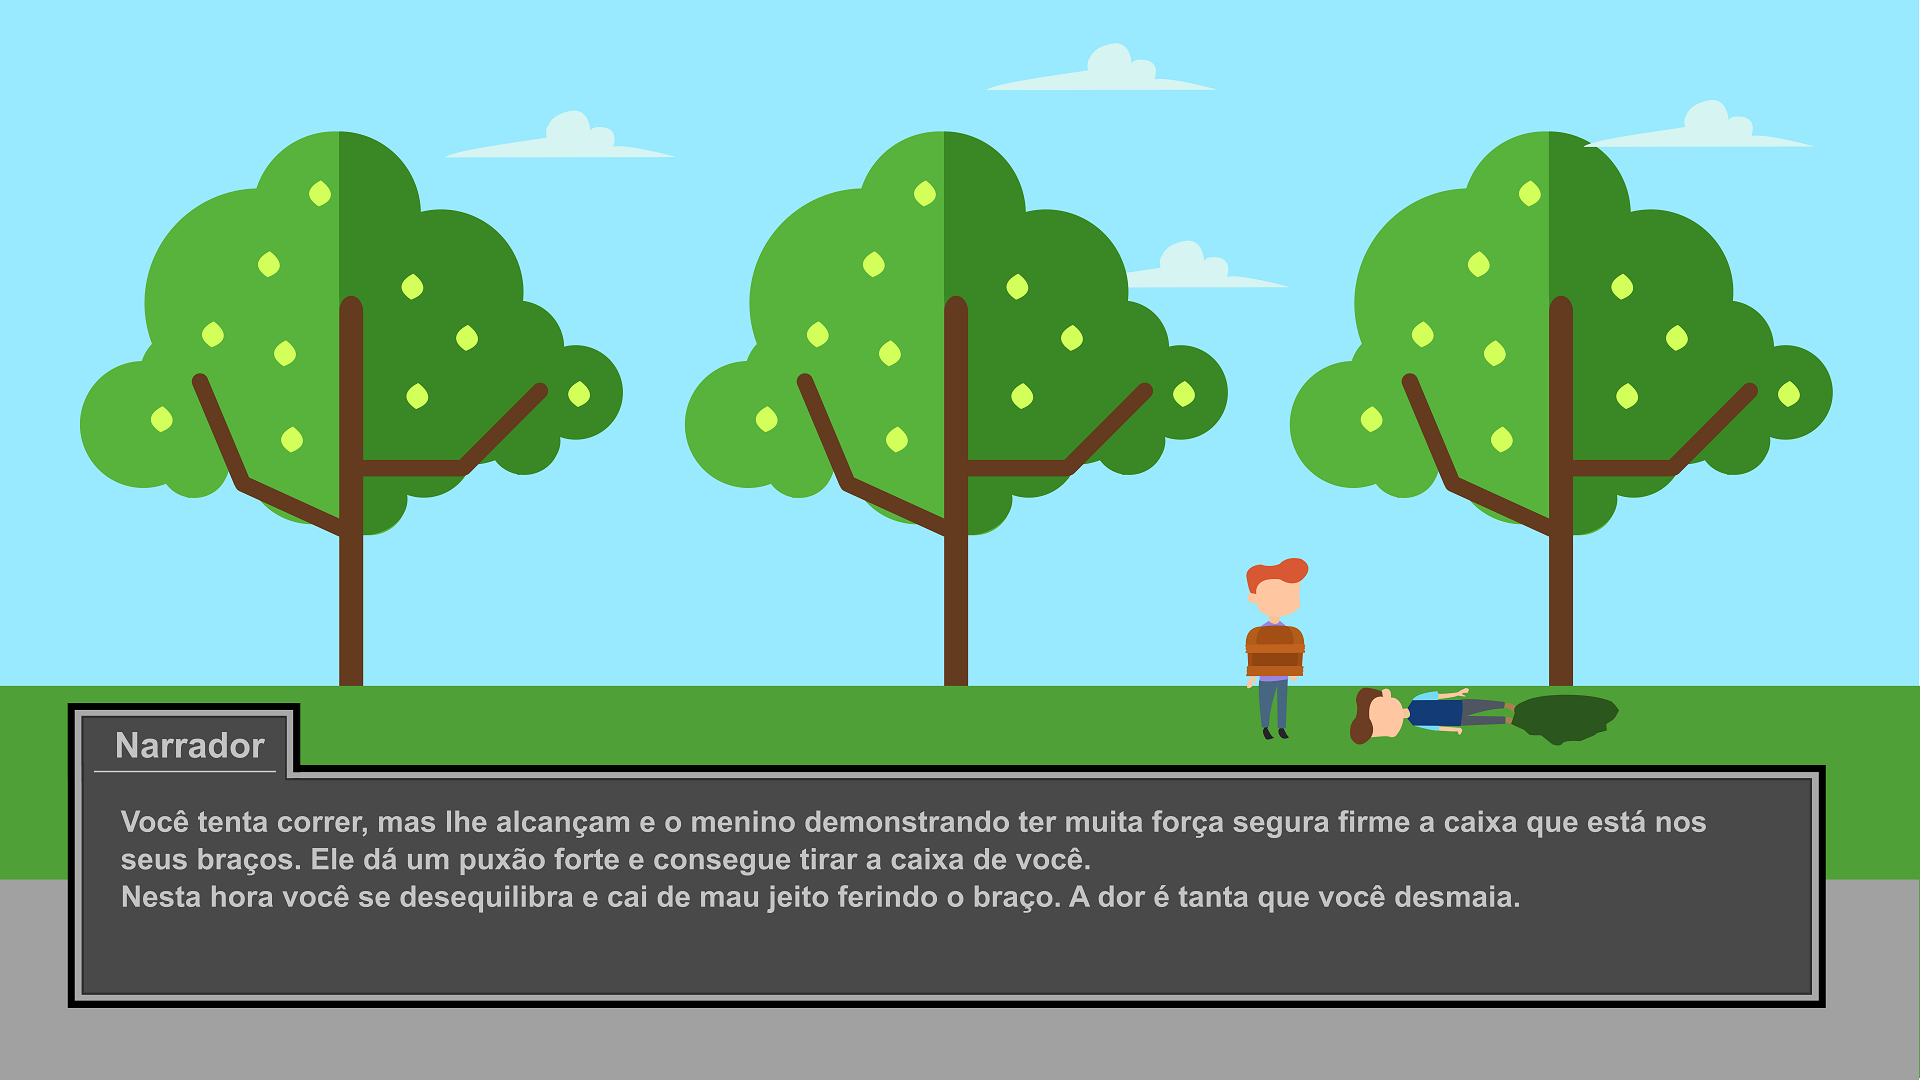 Narrador
Você tenta correr, mas lhe alcançam e o menino demonstrando ter muita força segura firme a caixa que está nos
seus braços. Ele dá um puxão forte e consegue tirar a caixa de você.
Nesta hora você se desequilibra e cai de mau jeito ferindo o braço. A dor é tanta que você desmaia.